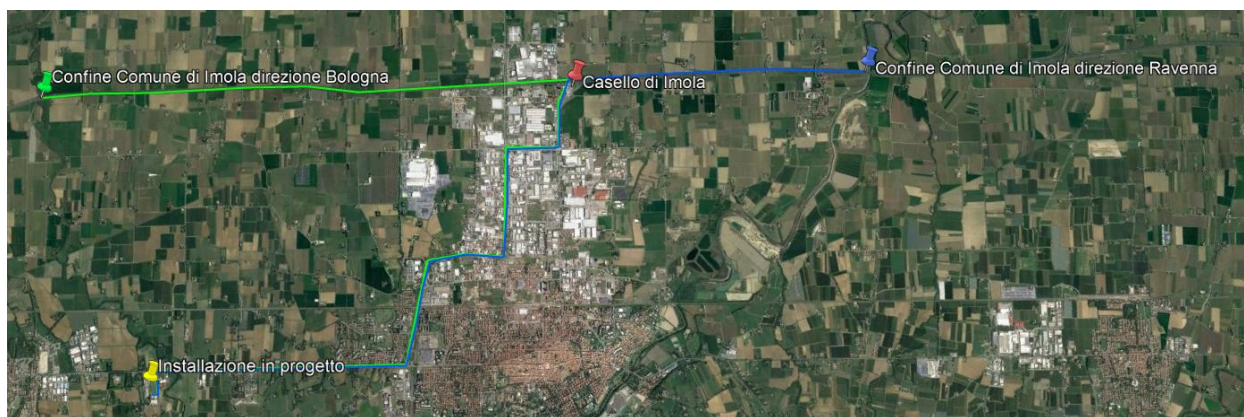 Confine Comune di Imola direzione Bologna
Casello di Imola
Confine Comune di Imola direzione Ravenna
Installazione in progetto